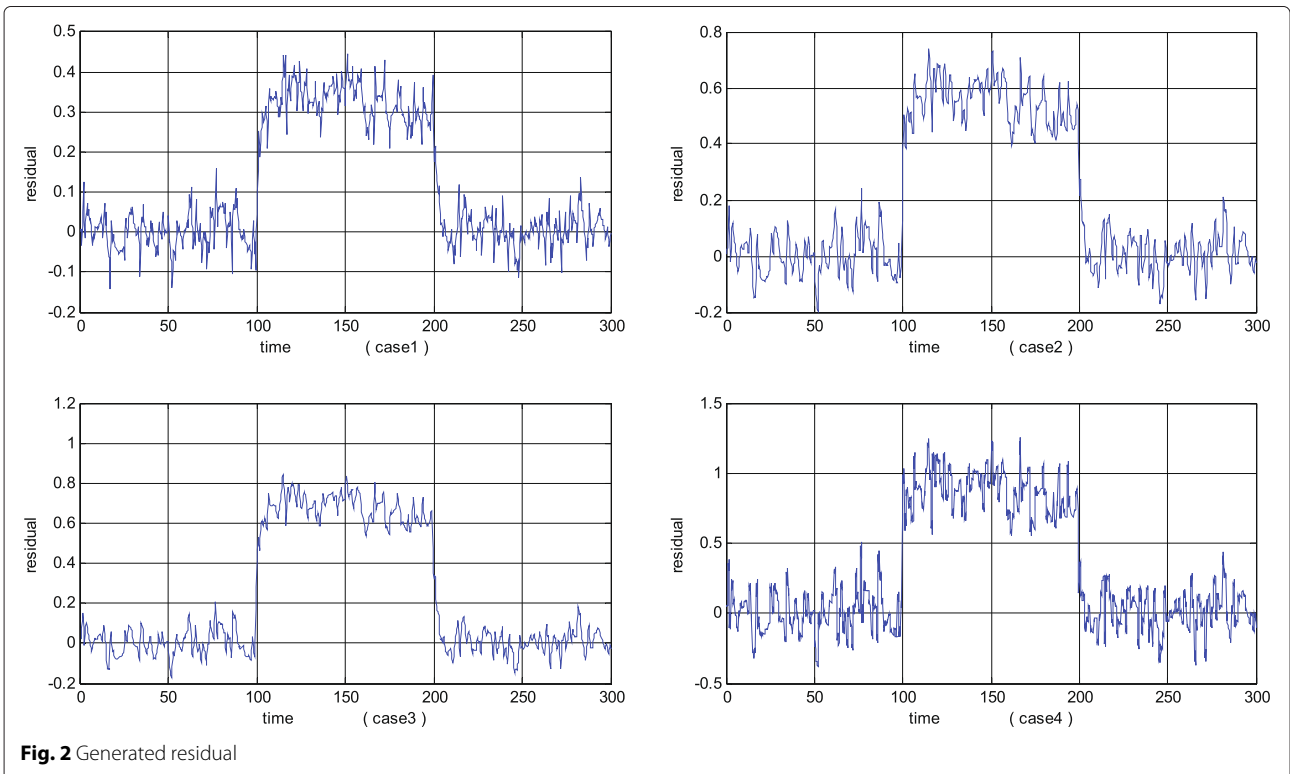 0.5
0.4
0.3
0.2
0.1
0
-0.1
-0.2
residual
0 50 100 150 200 250 300
time ( case1 )
0.8
0.6
0.4
0.2
0
-0.2
residual
0 50 100 150 200 250 300
time ( case2 )
1.2
1
0.8
0.6
0.4
0.2
0
-0.2
residual
0 50 100 150 200 250 300
time ( case3 )
1.5
1
0.5
0
-0.5
residual
0 50 100 150 200 250 300
time ( case4 )
Fig. 2 Generated residual